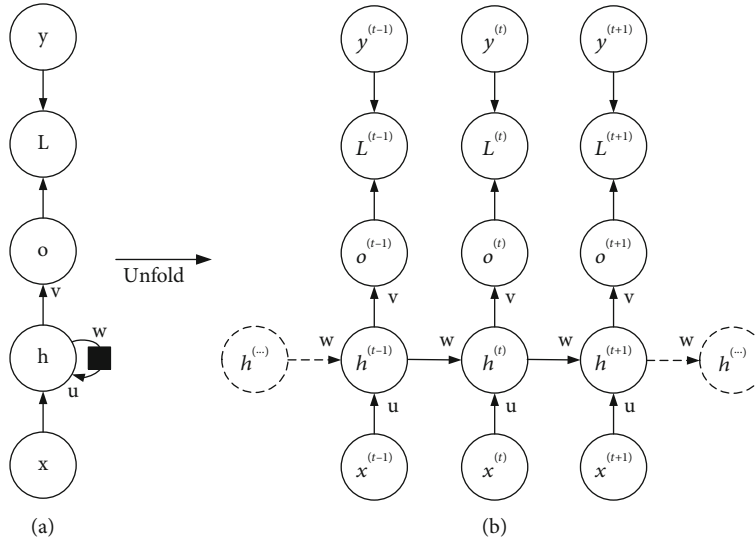 y
L
o
v
h
w
u
x
(a)
Unfold
y^(t-1) y^(t) y^(t+1)
L^(t-1) L^(t) L^(t+1)
o^(t-1) o^(t) o^(t+1)
v v v
w w w w
h^(...) h^(t-1) h^(t) h^(t+1) h^(...)
u u u
x^(t-1) x^(t) x^(t+1)
(b)